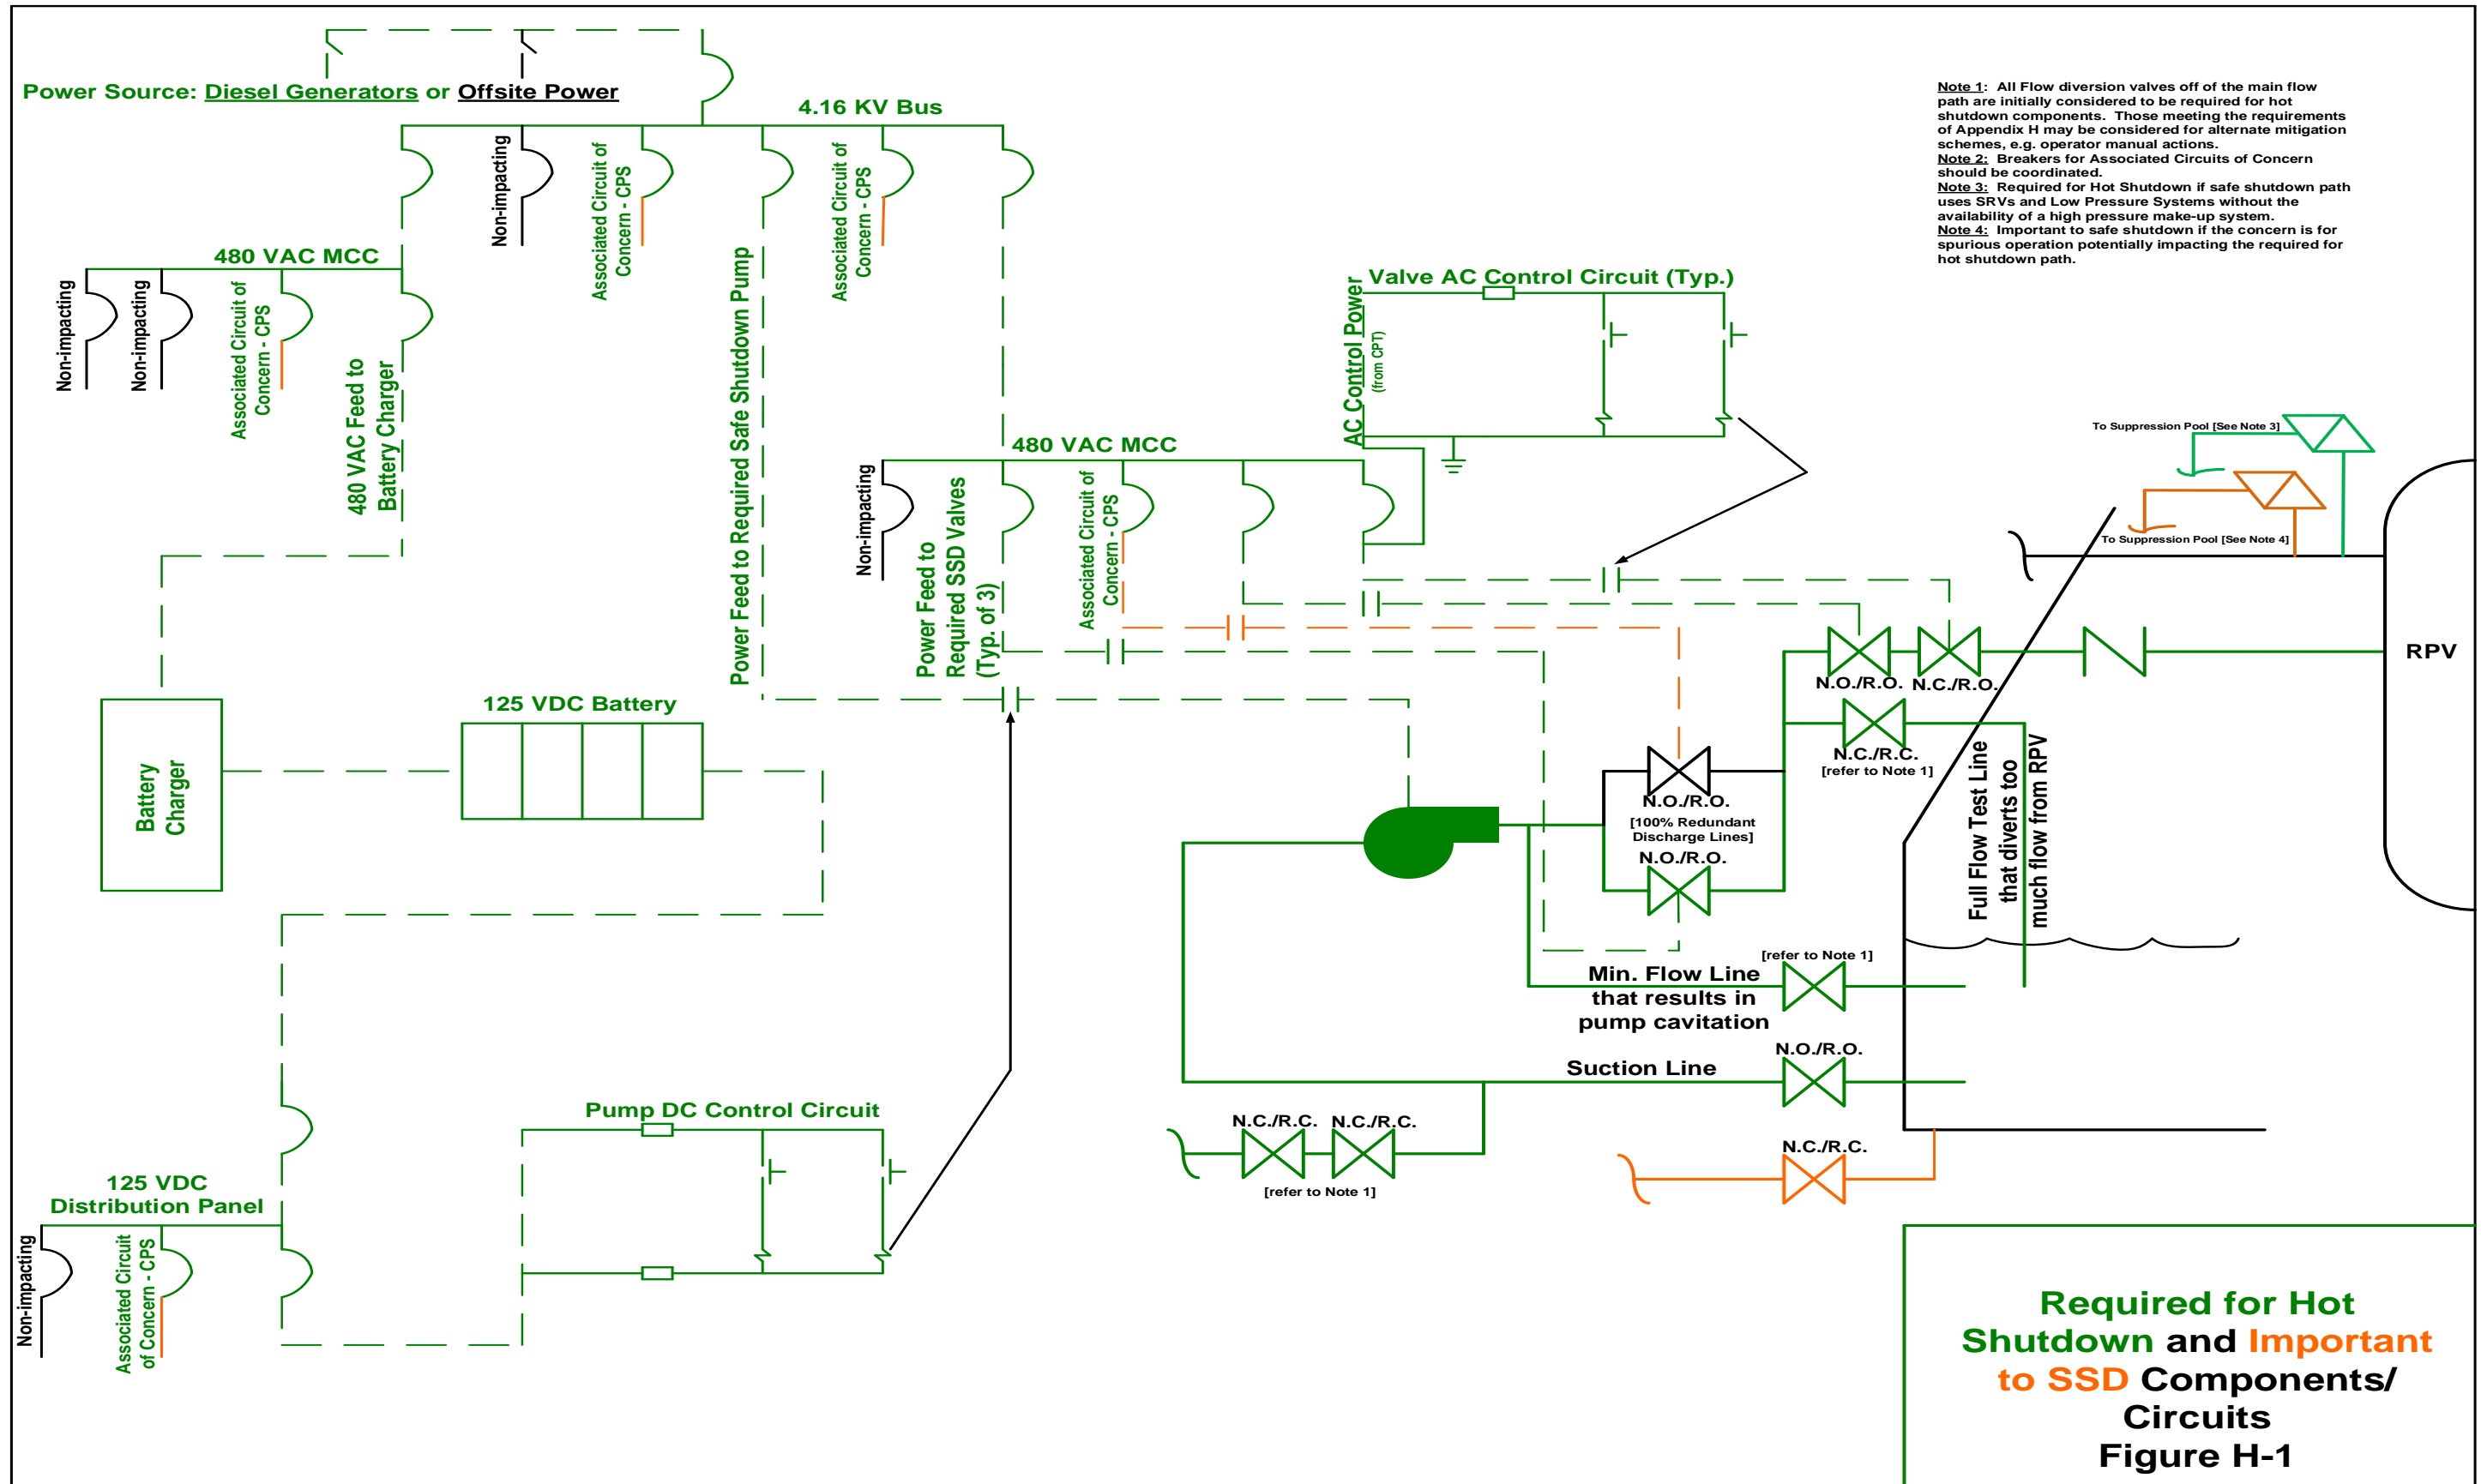 Power Source: Diesel Generators or Offsite Power
4.16 KV Bus
Note 1: All Flow diversion valves off of the main flow
path are initially considered to be required for hot
shutdown components. Those meeting the requirements
of Appendix H may be considered for alternate mitigation
schemes, e.g. operator manual actions.
Note 2: Breakers for Associated Circuits of Concern
should be coordinated.
Note 3: Required for Hot Shutdown if safe shutdown path
uses SRVs and Low Pressure Systems without the
availability of a high pressure make-up system.
Note 4: Important to safe shutdown if the concern is for
spurious operation potentially impacting the required for
hot shutdown path.
Non-impacting
Associated Circuit of
Concern - CPS
Associated Circuit of
Concern - CPS
480 VAC MCC
Non-impacting
Non-impacting
Associated Circuit of
Concern - CPS
480 VAC Feed to
Battery Charger
Power Feed to Required Safe Shutdown Pump
Valve AC Control Circuit (Typ.)
AC Control Power
(from CPT)
480 VAC MCC
Non-impacting
Power Feed to
Required SSD Valves
(Typ. of 3)
Associated Circuit of
Concern - CPS
To Suppression Pool [See Note 3]
To Suppression Pool [See Note 4]
RPV
N.O./R.O.
N.C./R.O.
N.C./R.C.
[refer to Note 1]
Full Flow Test Line
that diverts too
much flow from RPV
125 VDC Battery
Battery
Charger
N.O./R.O.
[100% Redundant
Discharge Lines]
N.O./R.O.
[refer to Note 1]
Min. Flow Line
that results in
pump cavitation
N.O./R.O.
Suction Line
N.C./R.C.
N.C./R.C.
[refer to Note 1]
N.C./R.C.
Pump DC Control Circuit
125 VDC
Distribution Panel
Non-impacting
Associated Circuit
of Concern - CPS
Required for Hot
Shutdown and Important
to SSD Components/
Circuits
Figure H-1